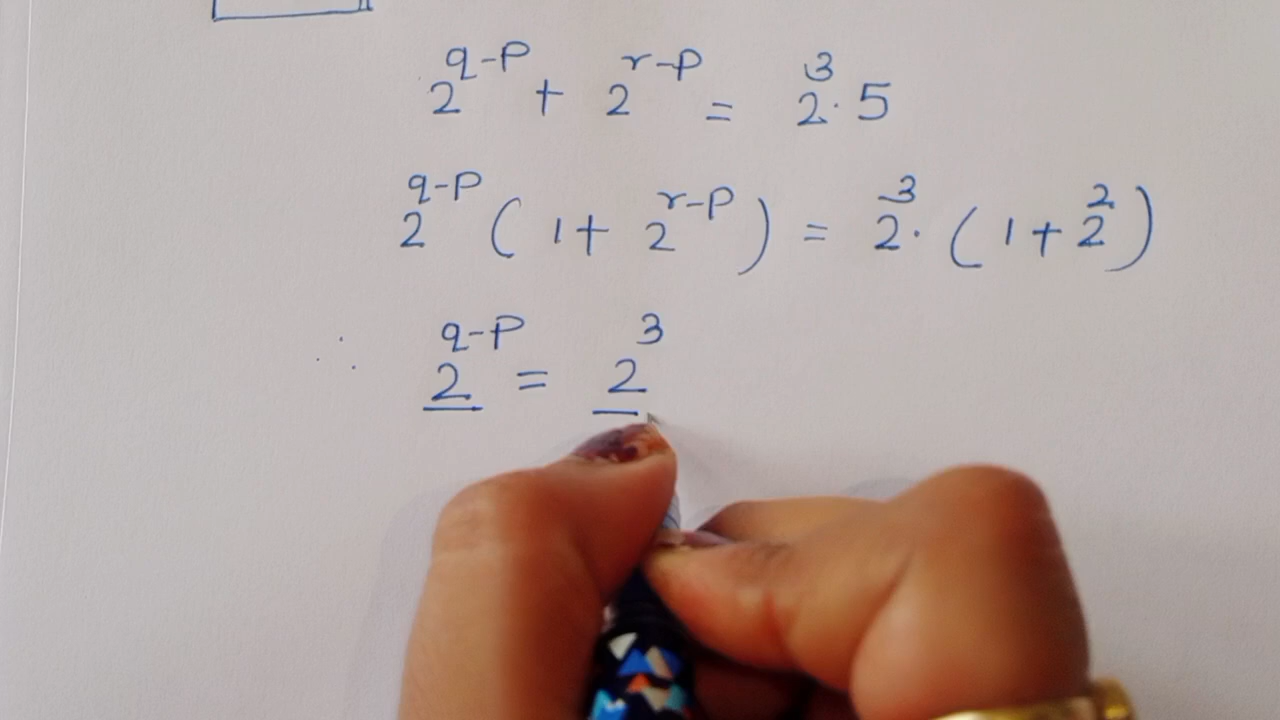 2^{q-p} + 2^{r-p} = 2^3 · 5
2^{q-p} ( 1 + 2^{r-p} ) = 2^3 · ( 1 + 2^2 )
∴ 2^{q-p} = 2^3